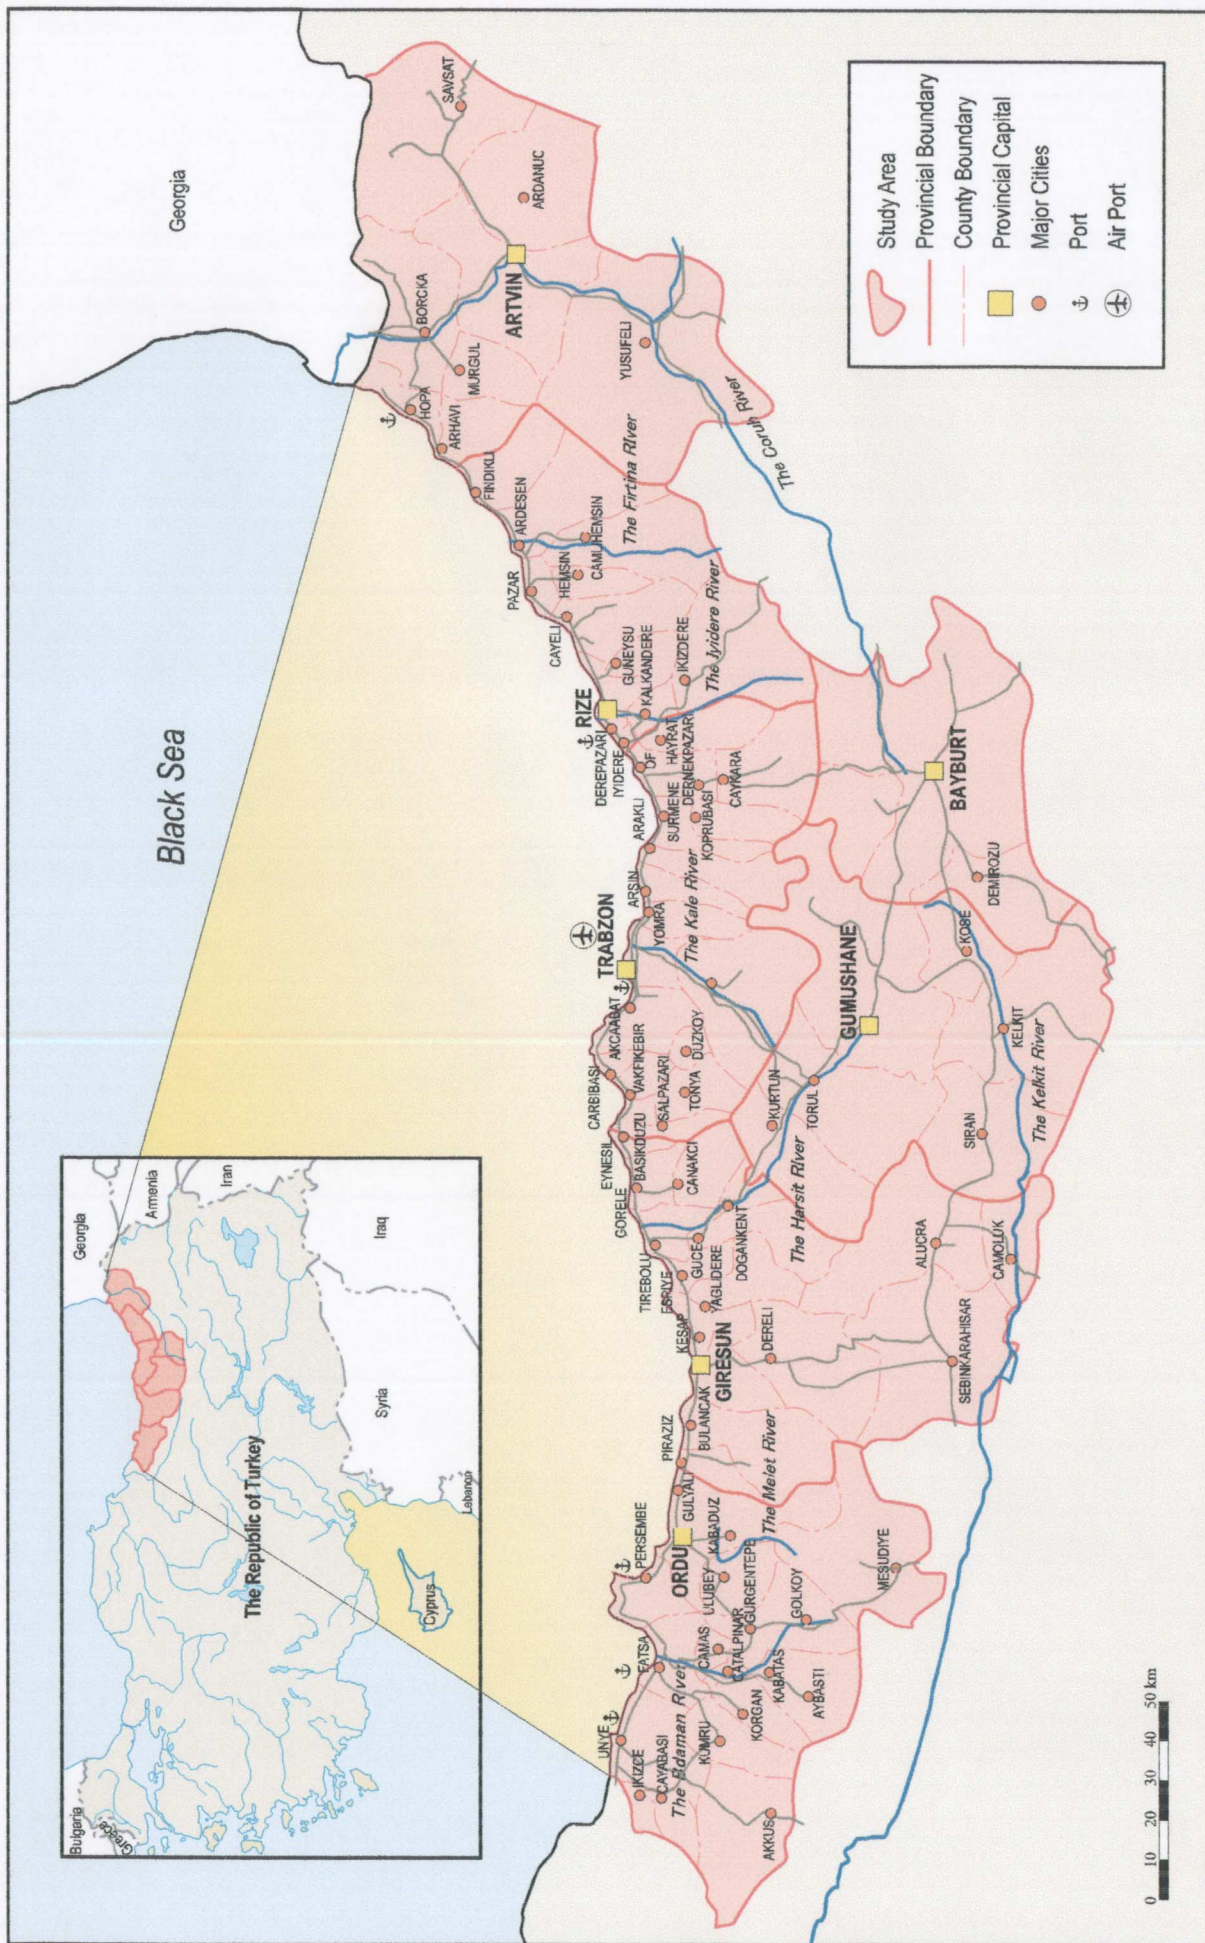 Bulgaria
Greece
Georgia
Armenia
Iran
Iraq
Syria
Lebanon
Cyprus
The Republic of Turkey
Black Sea
Georgia
UNYE
FATSA
PERSEMBE
ORDU
GULYALI
PIRAZIZ
BULANCAK
GIRESUN
KESAP
ESPIYE
TIREBOLU
GORELE
EYNESIL
BASIKDUZU
CARBIBASI
VAKFIKEBIR
AKCAABAT
TRABZON
YOMRA
ARSIN
ARAKLI
SURMENE
OF
IYIDERE
DEREPAZARI
RIZE
CAYELI
PAZAR
ARDESEN
FINDIKLI
ARHAVI
HOPA
BORCKA
MURGUL
ARTVIN
SAVSAT
ARDANUC
YUSUFELI
The Coruh River
The Firtina River
HEMSIN
CAMLIHEMSIN
GUNEYSU
KALKANDERE
IKIZDERE
The Iyidere River
HAYRAT
DERNEKPAZARI
CAYKARA
KOPRUBASI
The Kale River
DUZKOY
TONYA
SALPAZARI
CANAKCI
KURTUN
TORUL
GUMUSHANE
BAYBURT
DEMIROZU
KOSE
KELKIT
The Kelkit River
SIRAN
The Harsit River
DOGANKENT
GUCE
YAGLIDERE
DERELI
ALUCRA
CAMOLUK
SEBINKARAHISAR
The Melet River
KABADUZ
ULUBEY
GURGENTEPE
GOLKOY
MESUDIYE
CAMAS
CATALPINAR
KABATAS
AYBASTI
KORGAN
KUMRU
The Bdaman River
IKIZCE
CAYABASI
AKKUS
0 10 20 30 40 50 km
Study Area
Provincial Boundary
County Boundary
Provincial Capital
Major Cities
Port
Air Port